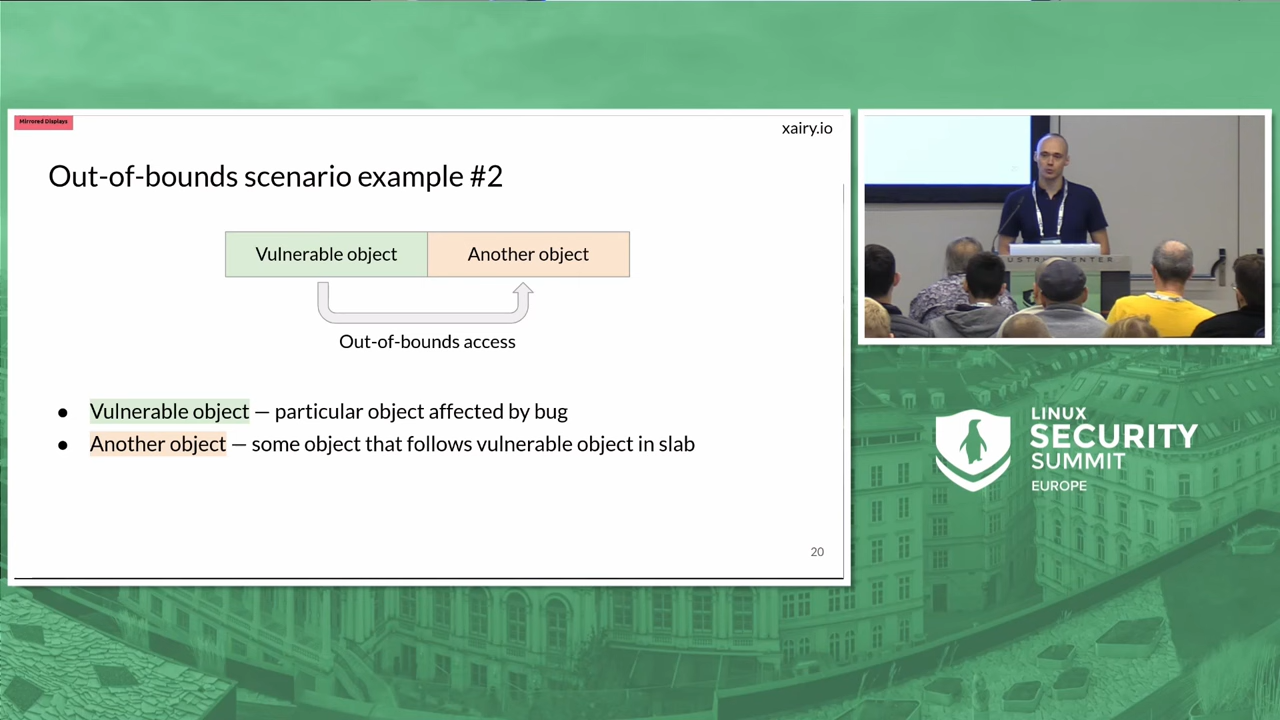 Mirrored Displays
xairy.io
Out-of-bounds scenario example #2
Vulnerable object
Another object
Out-of-bounds access
● Vulnerable object — particular object affected by bug
● Another object — some object that follows vulnerable object in slab
20
USTR CENTER
LINUX
SECURITY
SUMMIT
EUROPE